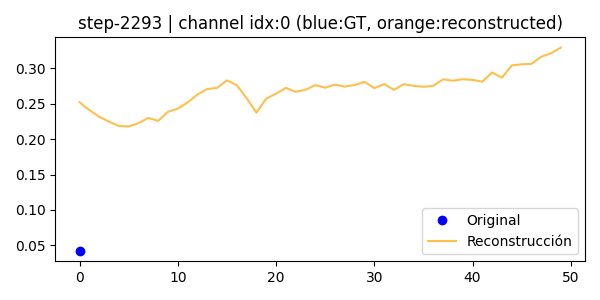 step-2293 | channel idx:0 (blue:GT, orange:reconstructed)
0.30
0.25
0.20
0.15
0.10
0.05
Original
Reconstrucción
0 10 20 30 40 50